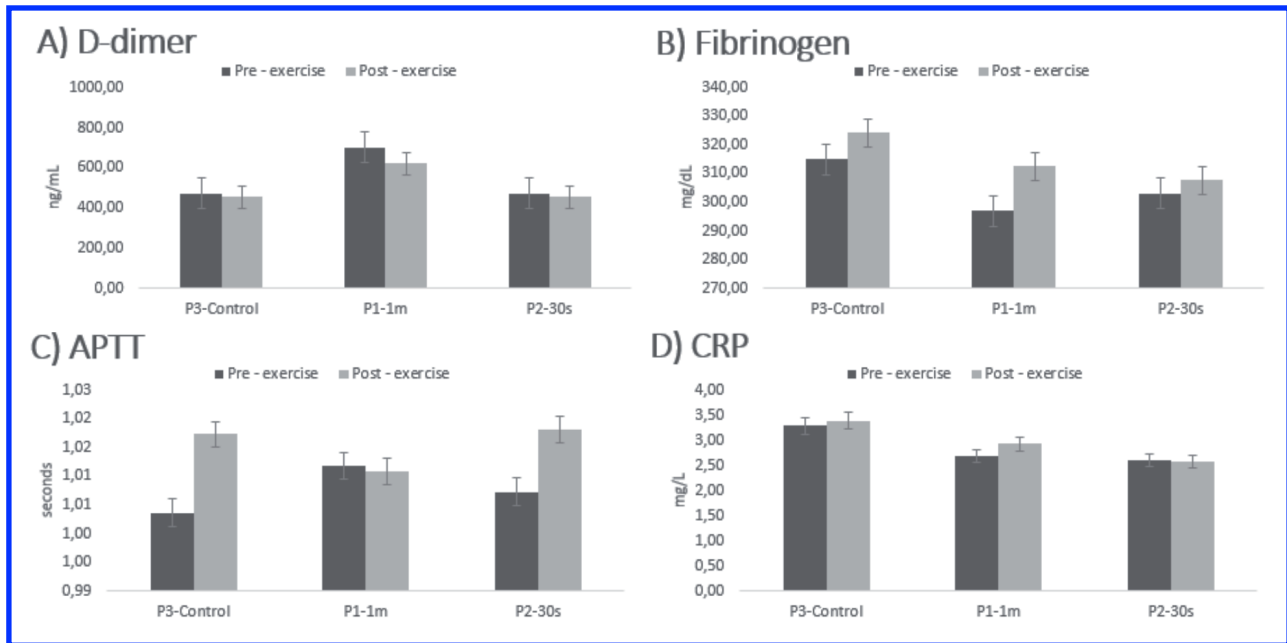 A) D-dimer
Pre - exercise Post - exercise
1000,00
800,00
600,00
400,00
200,00
0,00
ng/mL
P3-Control P1-1m P2-30s
B) Fibrinogen
Pre - exercise Post - exercise
340,00
330,00
320,00
310,00
300,00
290,00
280,00
270,00
mg/dL
P3-Control P1-1m P2-30s
C) APTT
Pre - exercise Post - exercise
1,03
1,02
1,02
1,01
1,01
1,00
1,00
0,99
seconds
P3-Control P1-1m P2-30s
D) CRP
Pre - exercise Post - exercise
4,00
3,50
3,00
2,50
2,00
1,50
1,00
0,50
0,00
mg/L
P3-Control P1-1m P2-30s